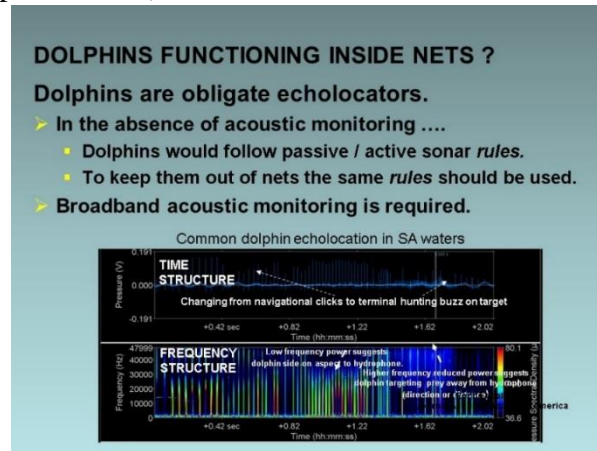 DOLPHINS FUNCTIONING INSIDE NETS ?
Dolphins are obligate echolocators.
In the absence of acoustic monitoring ....
Dolphins would follow passive / active sonar rules.
To keep them out of nets the same rules should be used.
Broadband acoustic monitoring is required.
Common dolphin echolocation in SA waters
0.191
Pressure (V)
0.000
-0.191
TIME
STRUCTURE
Changing from navigational clicks to terminal hunting buzz on target
+0.42 sec +0.82 +1.22 +1.62 +2.02
Time (hh:mm:ss)
47999
40000
30000
20000
10000
0
Frequency (Hz)
FREQUENCY
STRUCTURE
Low frequency power suggests
dolphin side on aspect to hydrophone.
Higher frequency reduced power suggests
dolphin targeting prey away from hydrophone
(direction or distance)
80.1
36.6
merica
+0.42 sec +0.82 +1.22 +1.62 +2.02
Time (hh:mm:ss)